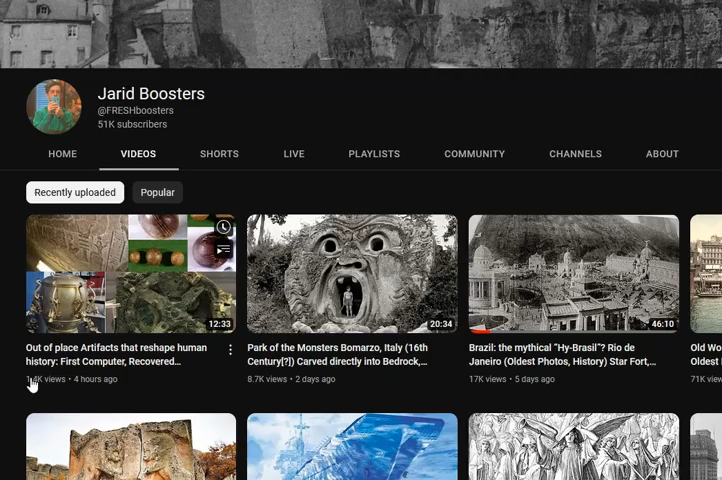 Jarid Boosters
@FRESHboosters
51K subscribers
HOME VIDEOS SHORTS LIVE PLAYLISTS COMMUNITY CHANNELS ABOUT
Recently uploaded Popular
12:33 20:34 46:10
Out of place Artifacts that reshape human
history: First Computer, Recovered...
1.4K views • 4 hours ago
Park of the Monsters Bomarzo, Italy (16th
Century[?]) Carved directly into Bedrock,...
8.7K views • 2 days ago
Brazil: the mythical "Hy-Brasil"? Rio de
Janeiro (Oldest Photos, History) Star Fort,...
17K views • 5 days ago
Old Wo
Oldest
71K view